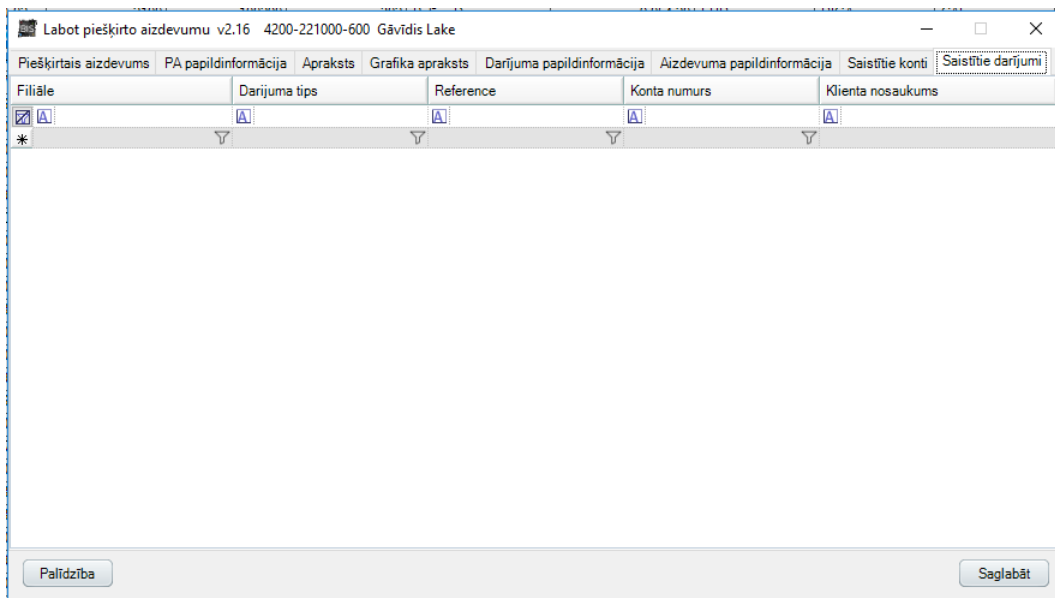 Labot piešķirto aizdevumu v2.16 4200-221000-600 Gāvīdis Lake
Piešķirtais aizdevums PA papildinformācija Apraksts Grafika apraksts Darījuma papildinformācija Aizdevuma papildinformācija Saistītie konti Saistītie darījumi
Filiāle Darijuma tips Reference Konta numurs Klienta nosaukums
A A A A A
Palīdzība Saglabāt